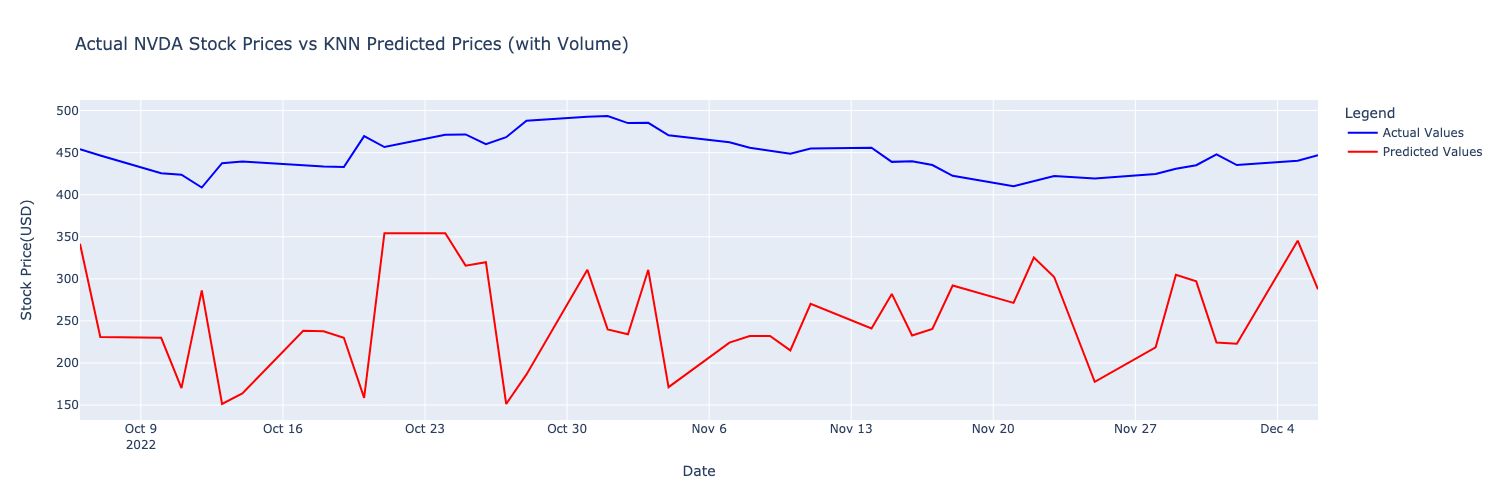 Actual NVDA Stock Prices vs KNN Predicted Prices (with Volume)
Legend
Actual Values
Predicted Values
Stock Price(USD)
500
450
400
350
300
250
200
150
Oct 9
2022
Oct 16
Oct 23
Oct 30
Nov 6
Nov 13
Nov 20
Nov 27
Dec 4
Date